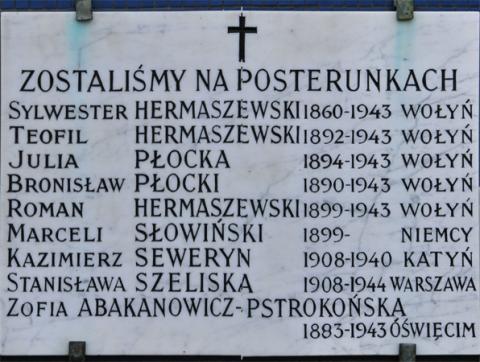 ZOSTALIŚMY NA POSTERUNKACH
SYLWESTER HERMASZEWSKI 1860-1943 WOŁYŃ
TEOFIL HERMASZEWSKI 1892-1943 WOŁYŃ
JULIA PŁOCKA 1894-1943 WOŁYŃ
BRONISŁAW PŁOCKI 1890-1943 WOŁYŃ
ROMAN HERMASZEWSKI 1899-1943 WOŁYŃ
MARCELI SŁOWIŃSKI 1899- NIEMCY
KAZIMIERZ SEWERYN 1908-1940 KATYŃ
STANISŁAWA SZELISKA 1908-1944 WARSZAWA
ZOFIA ABAKANOWICZ-PSTROKOŃSKA
1883-1943 OŚWIĘCIM